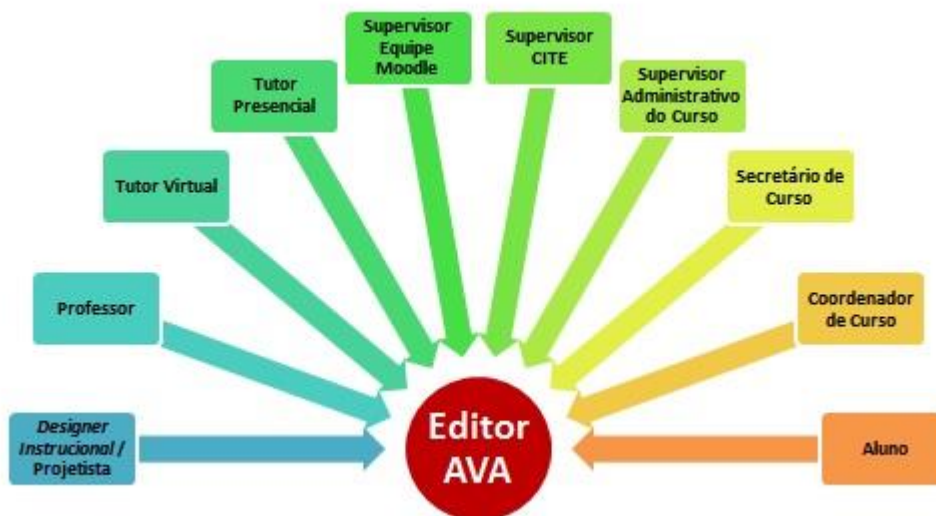 Supervisor
Equipe
Moodle
Supervisor
CITE
Tutor
Presencial
Supervisor
Administrativo
do Curso
Tutor Virtual
Secretário de
Curso
Professor
Coordenador
de Curso
Designer
Instrucional /
Projetista
Editor
AVA
Aluno